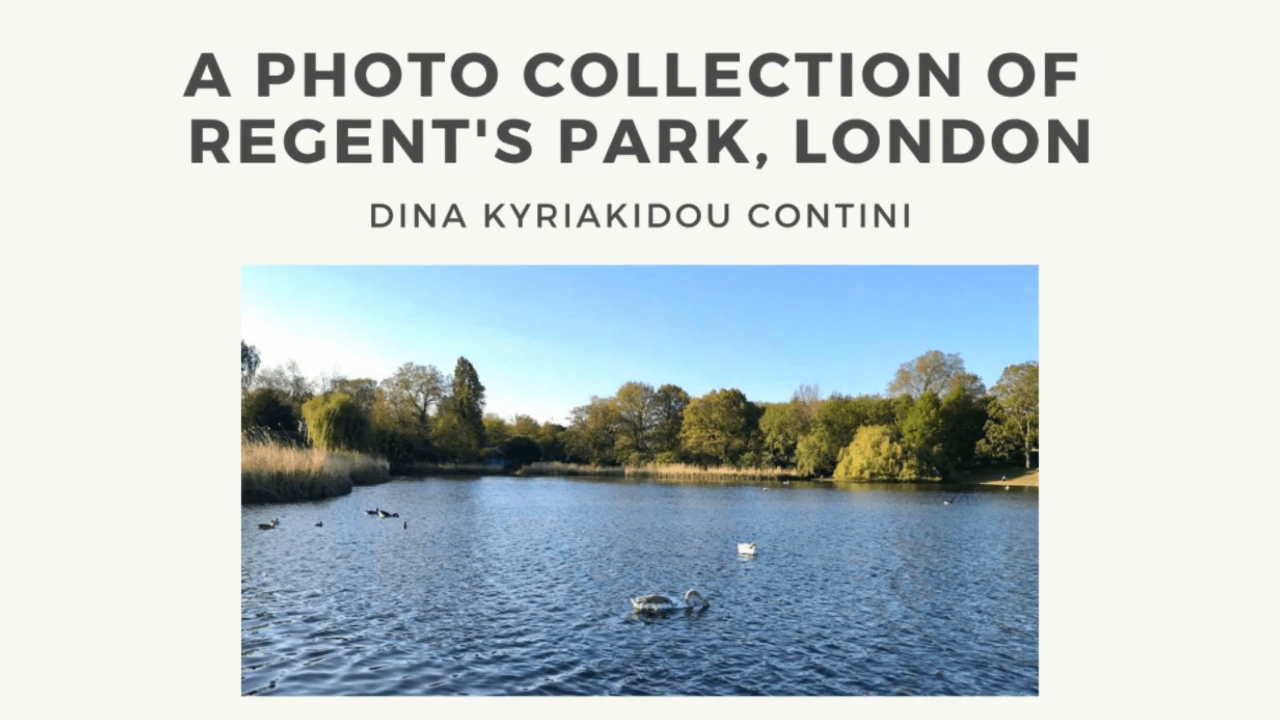 A PHOTO COLLECTION OF
REGENT'S PARK, LONDON
DINA KYRIAKIDOU CONTINI